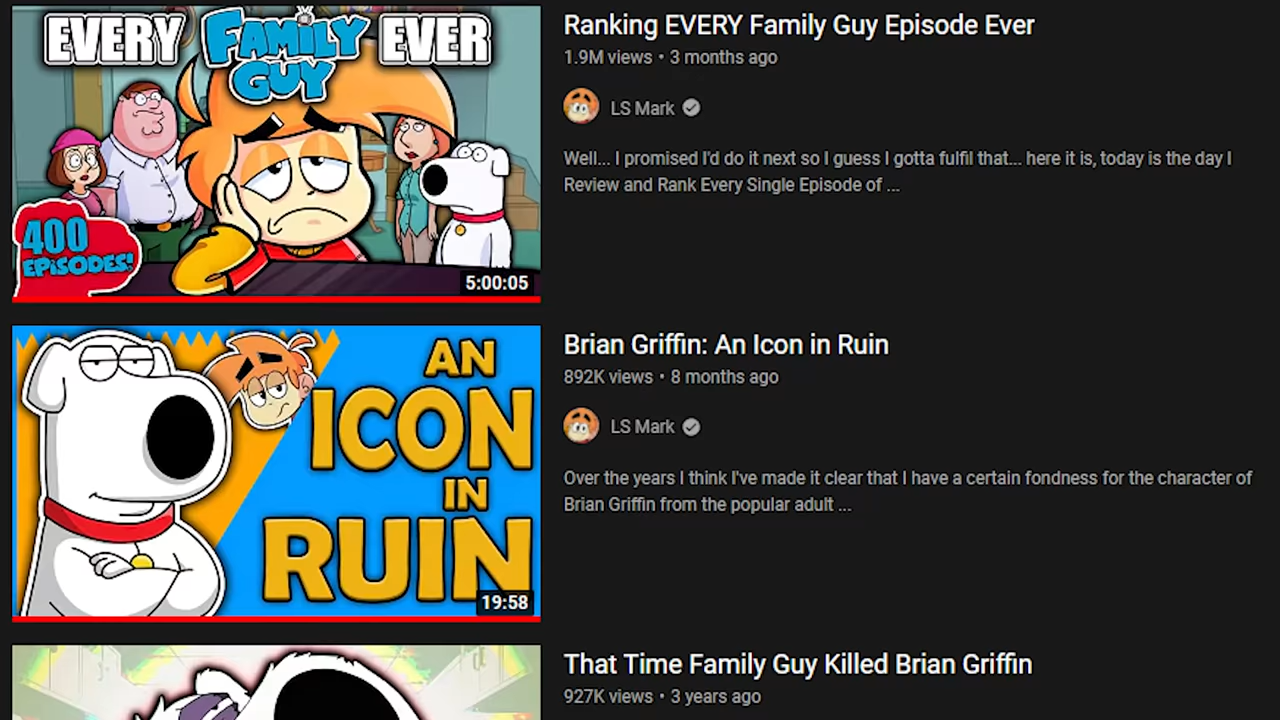 EVERY FAMILY GUY EVER
400
EPISODES!
5:00:05
Ranking EVERY Family Guy Episode Ever
1.9M views • 3 months ago
LS Mark
Well... I promised I'd do it next so I guess I gotta fulfil that... here it is, today is the day I
Review and Rank Every Single Episode of ...
AN
ICON
IN
RUIN
19:58
Brian Griffin: An Icon in Ruin
892K views • 8 months ago
LS Mark
Over the years I think I've made it clear that I have a certain fondness for the character of
Brian Griffin from the popular adult ...
That Time Family Guy Killed Brian Griffin
927K views • 3 years ago